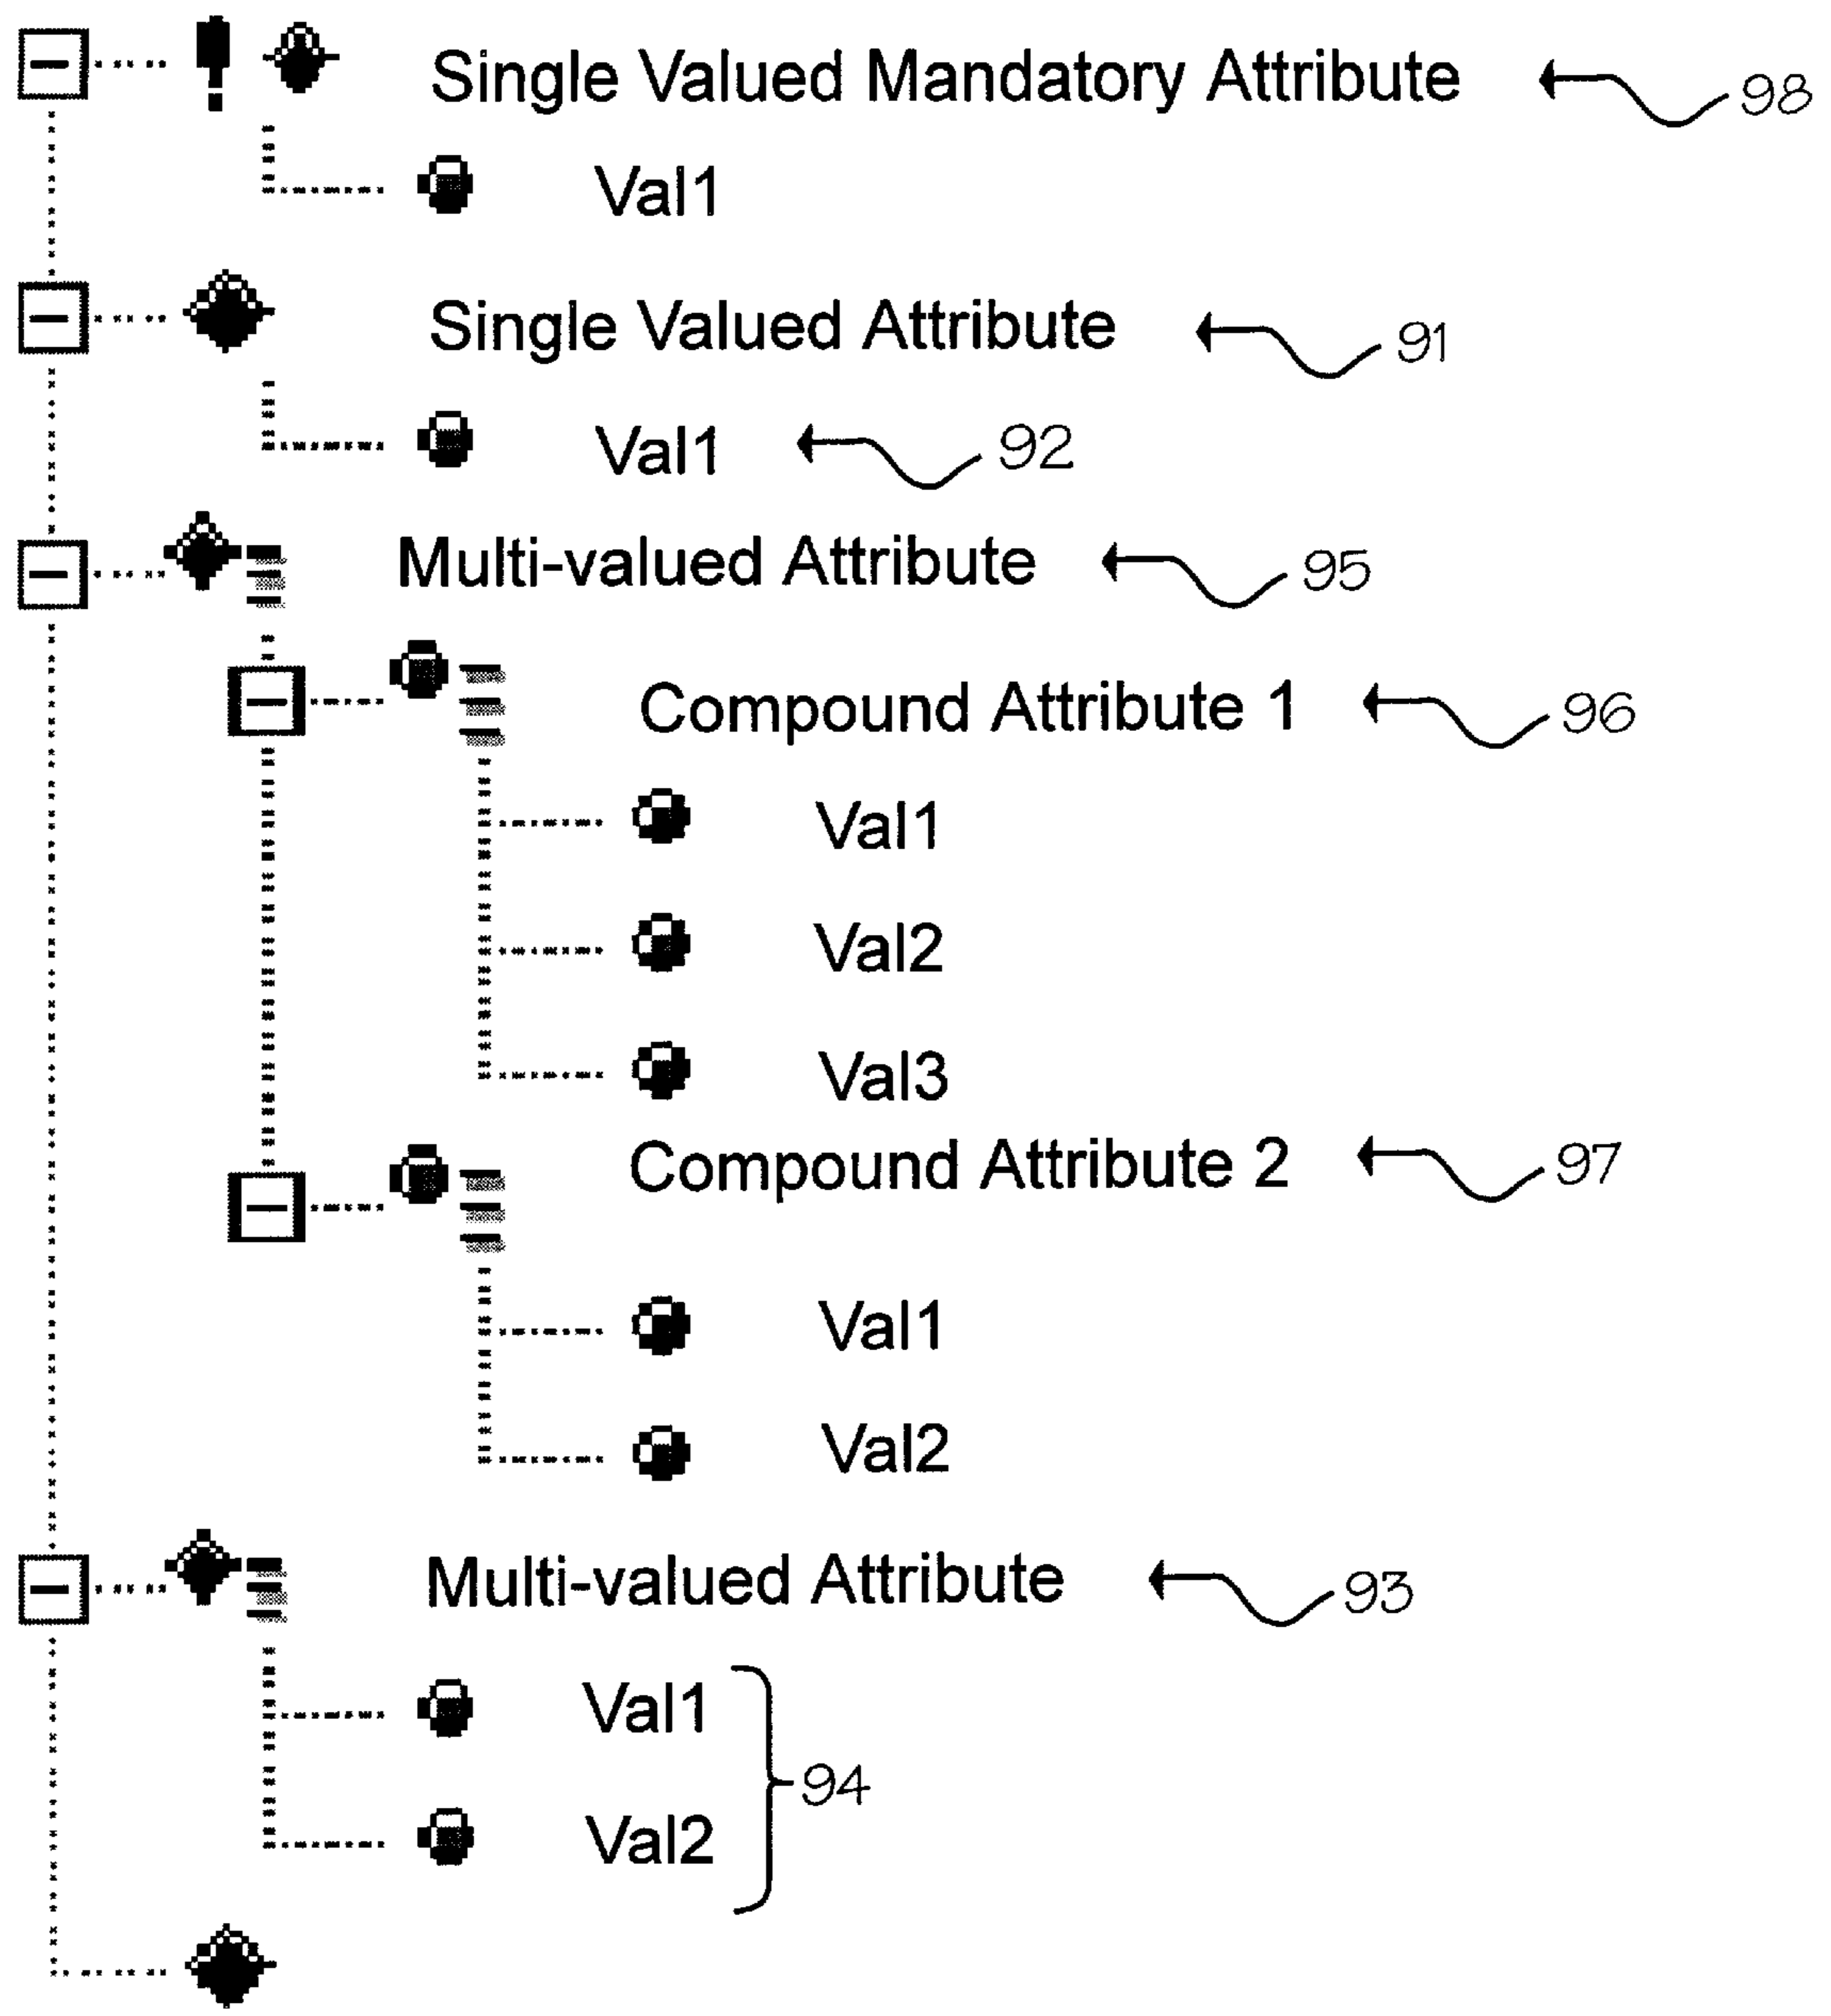 ! Single Valued Mandatory Attribute 98
Val1
Single Valued Attribute 91
Val1 92
Multi-valued Attribute 95
Compound Attribute 1 96
Val1
Val2
Val3
Compound Attribute 2 97
Val1
Val2
Multi-valued Attribute 93
Val1
94
Val2